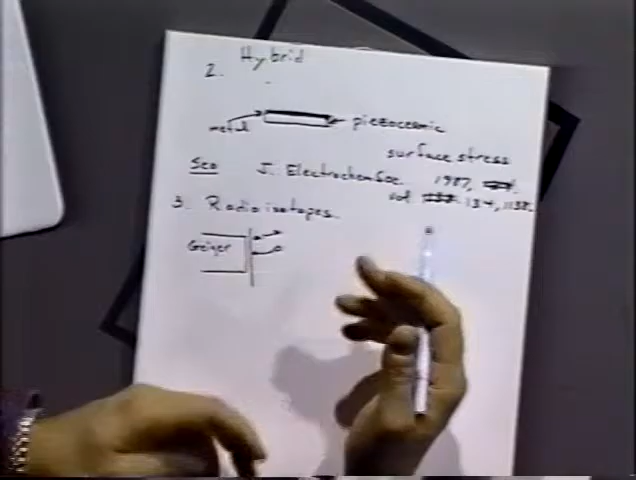 Hybrid
2.
metal piezoceramic
surface stress
See J. Electrochem Soc. 1987,
vol 134, 1138.
3. Radioisotopes.
Geiger